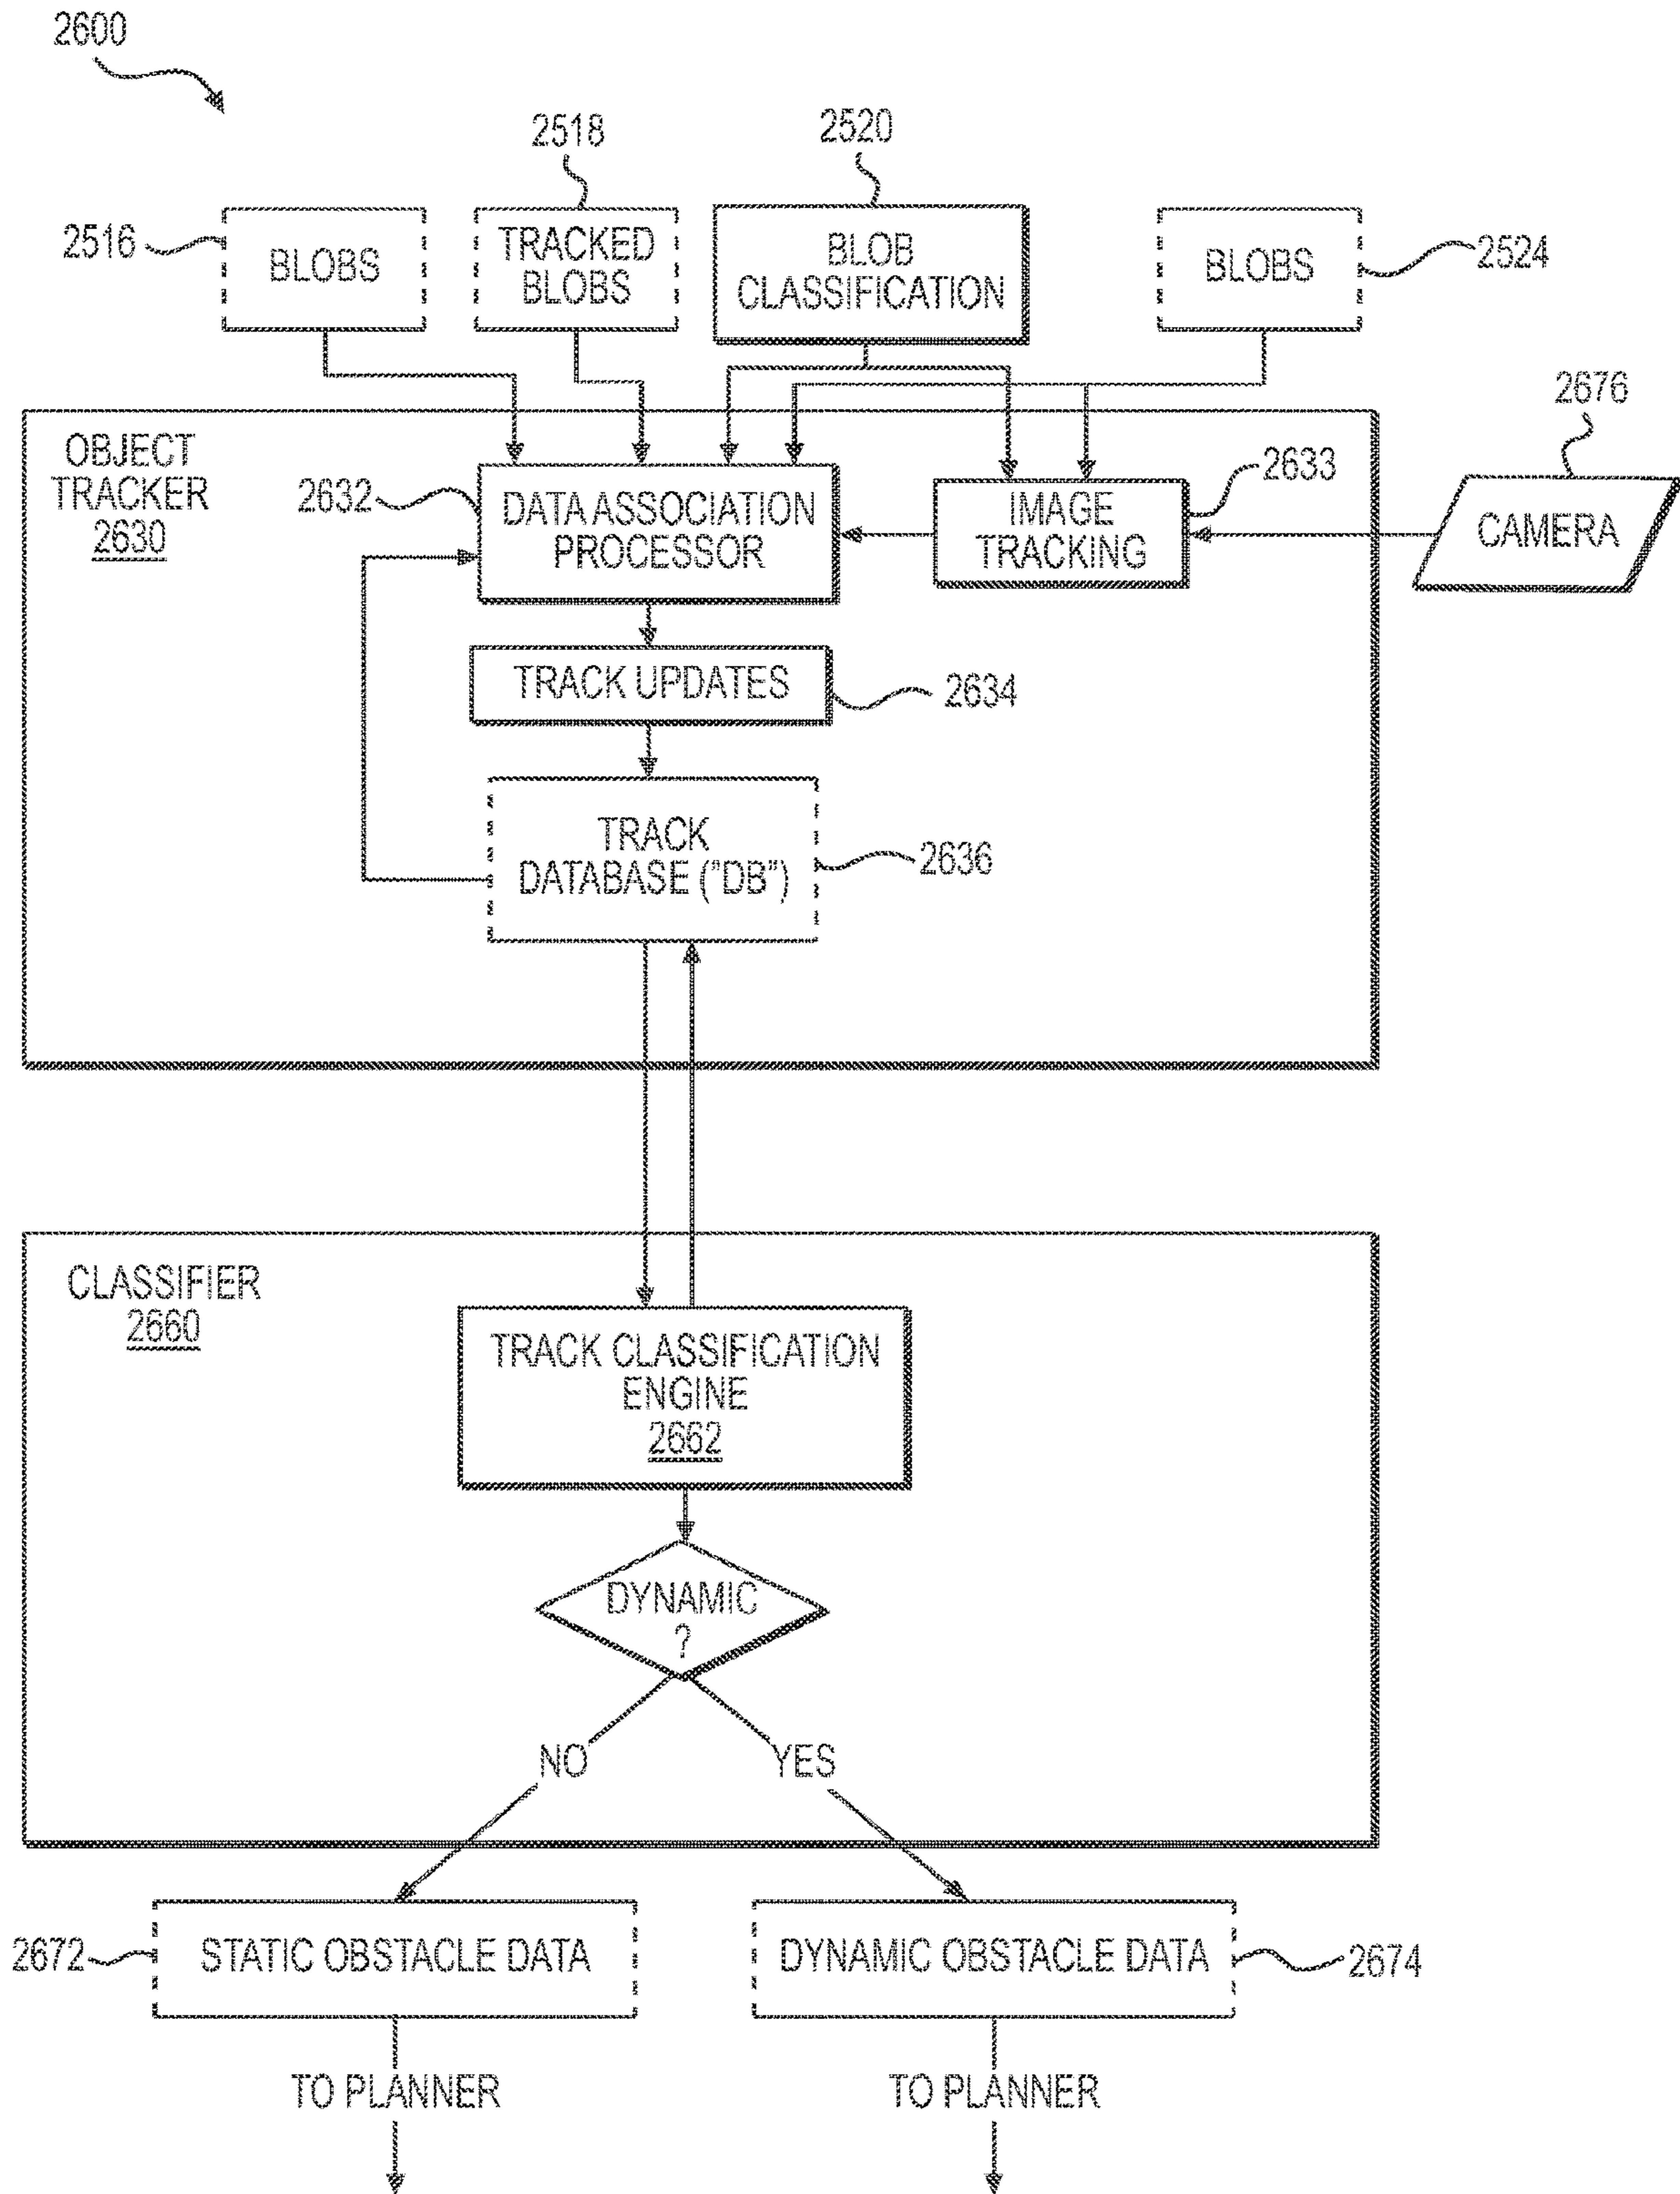 2600
2518
2520
2516
BLOBS
TRACKED
BLOBS
BLOB
CLASSIFICATION
BLOBS
2524
2676
OBJECT
TRACKER
2630
2632
DATA ASSOCIATION
PROCESSOR
2633
IMAGE
TRACKING
CAMERA
TRACK UPDATES
2634
TRACK
DATABASE ("DB")
2636
CLASSIFIER
2660
TRACK CLASSIFICATION
ENGINE
2662
DYNAMIC
?
NO
YES
2672
STATIC OBSTACLE DATA
DYNAMIC OBSTACLE DATA
2674
TO PLANNER
TO PLANNER